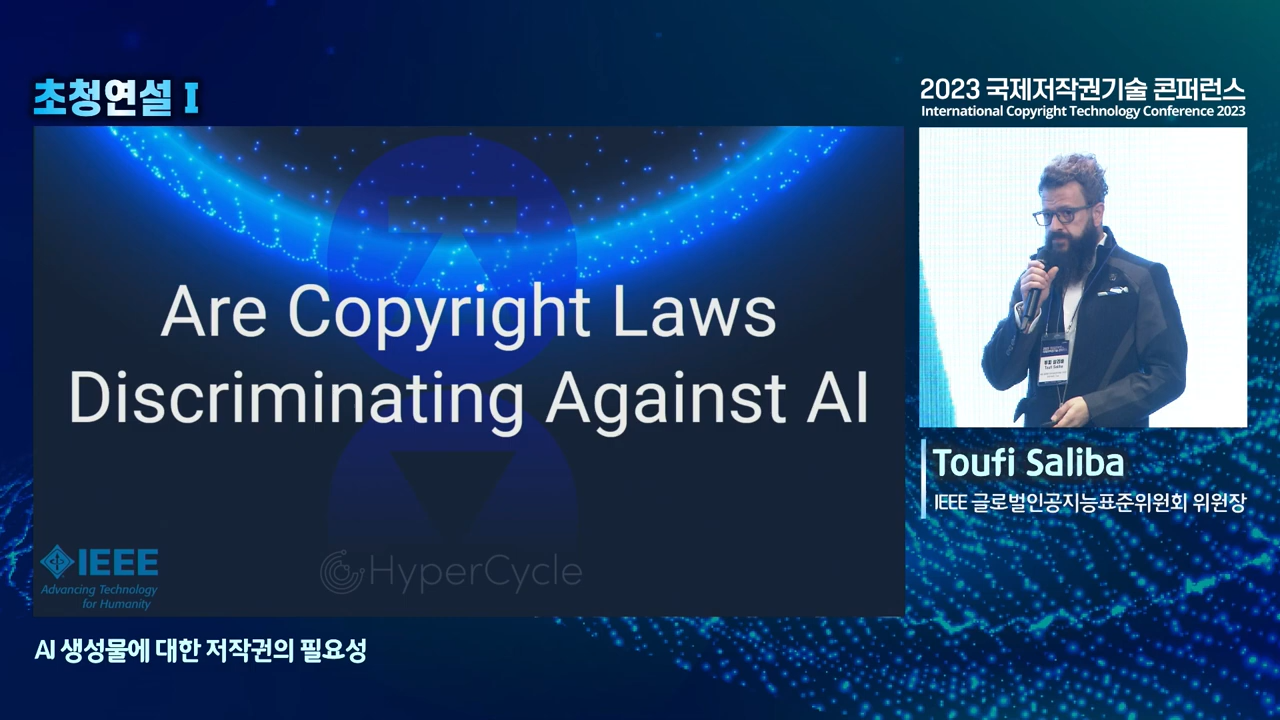 초청연설 I
2023 국제저작권기술 콘퍼런스
International Copyright Technology Conference 2023
Are Copyright Laws
Discriminating Against AI
IEEE
Advancing Technology
for Humanity
HyperCycle
Toufi Saliba
Toufi Saliba
IEEE 글로벌인공지능표준위원회 위원장
AI 생성물에 대한 저작권의 필요성